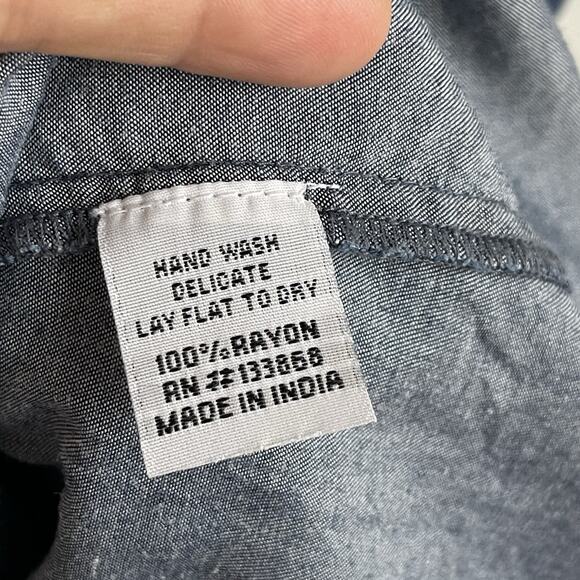 HAND WASH
DELICATE
LAY FLAT TO DRY
100% RAYON
RN #133868
MADE IN INDIA